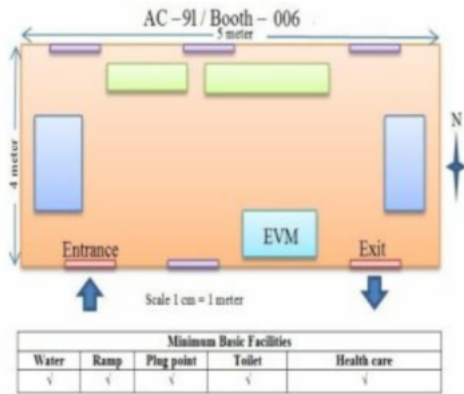 AC -91 / Booth - 006
5 meter
4 meter
N
Entrance
EVM
Exit
Scale 1 cm = 1 meter
Minimum Basic Facilities
Water Ramp Plug point Toilet Health care
√ √ √ √ √